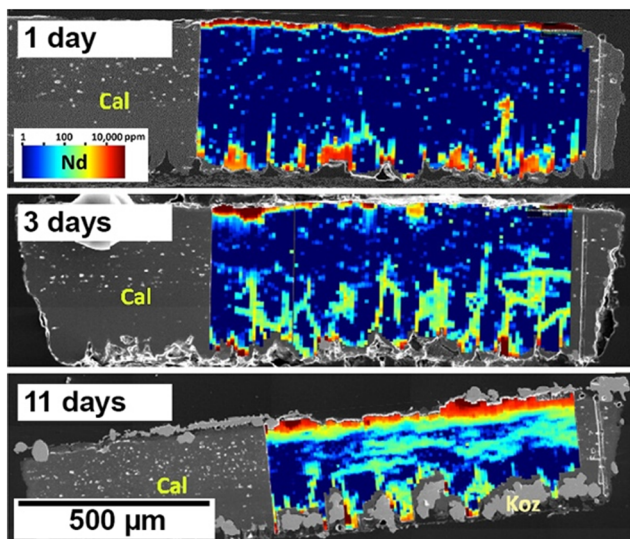 1 day
Cal
1 100 10,000 ppm
Nd
3 days
Cal
11 days
Cal
Koz
500 µm